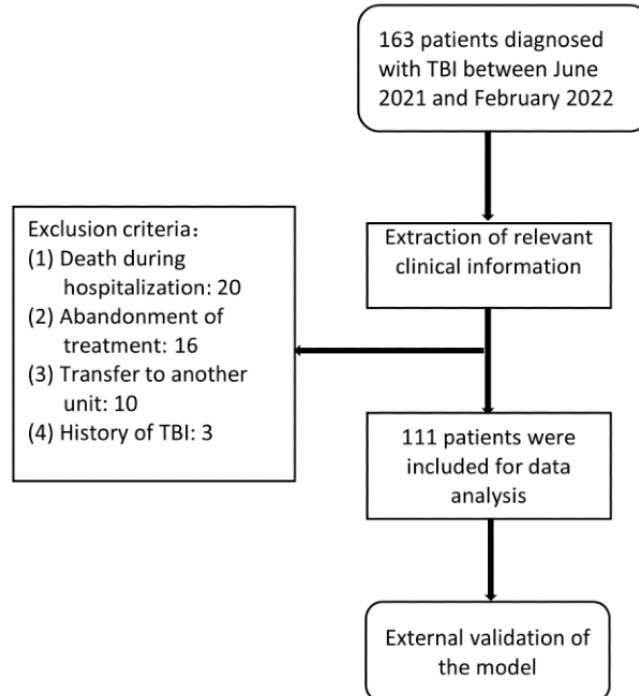 163 patients diagnosed
with TBI between June
2021 and February 2022
Extraction of relevant
clinical information
Exclusion criteria：
(1) Death during
hospitalization: 20
(2) Abandonment of
treatment: 16
(3) Transfer to another
unit: 10
(4) History of TBI: 3
111 patients were
included for data
analysis
External validation of
the model